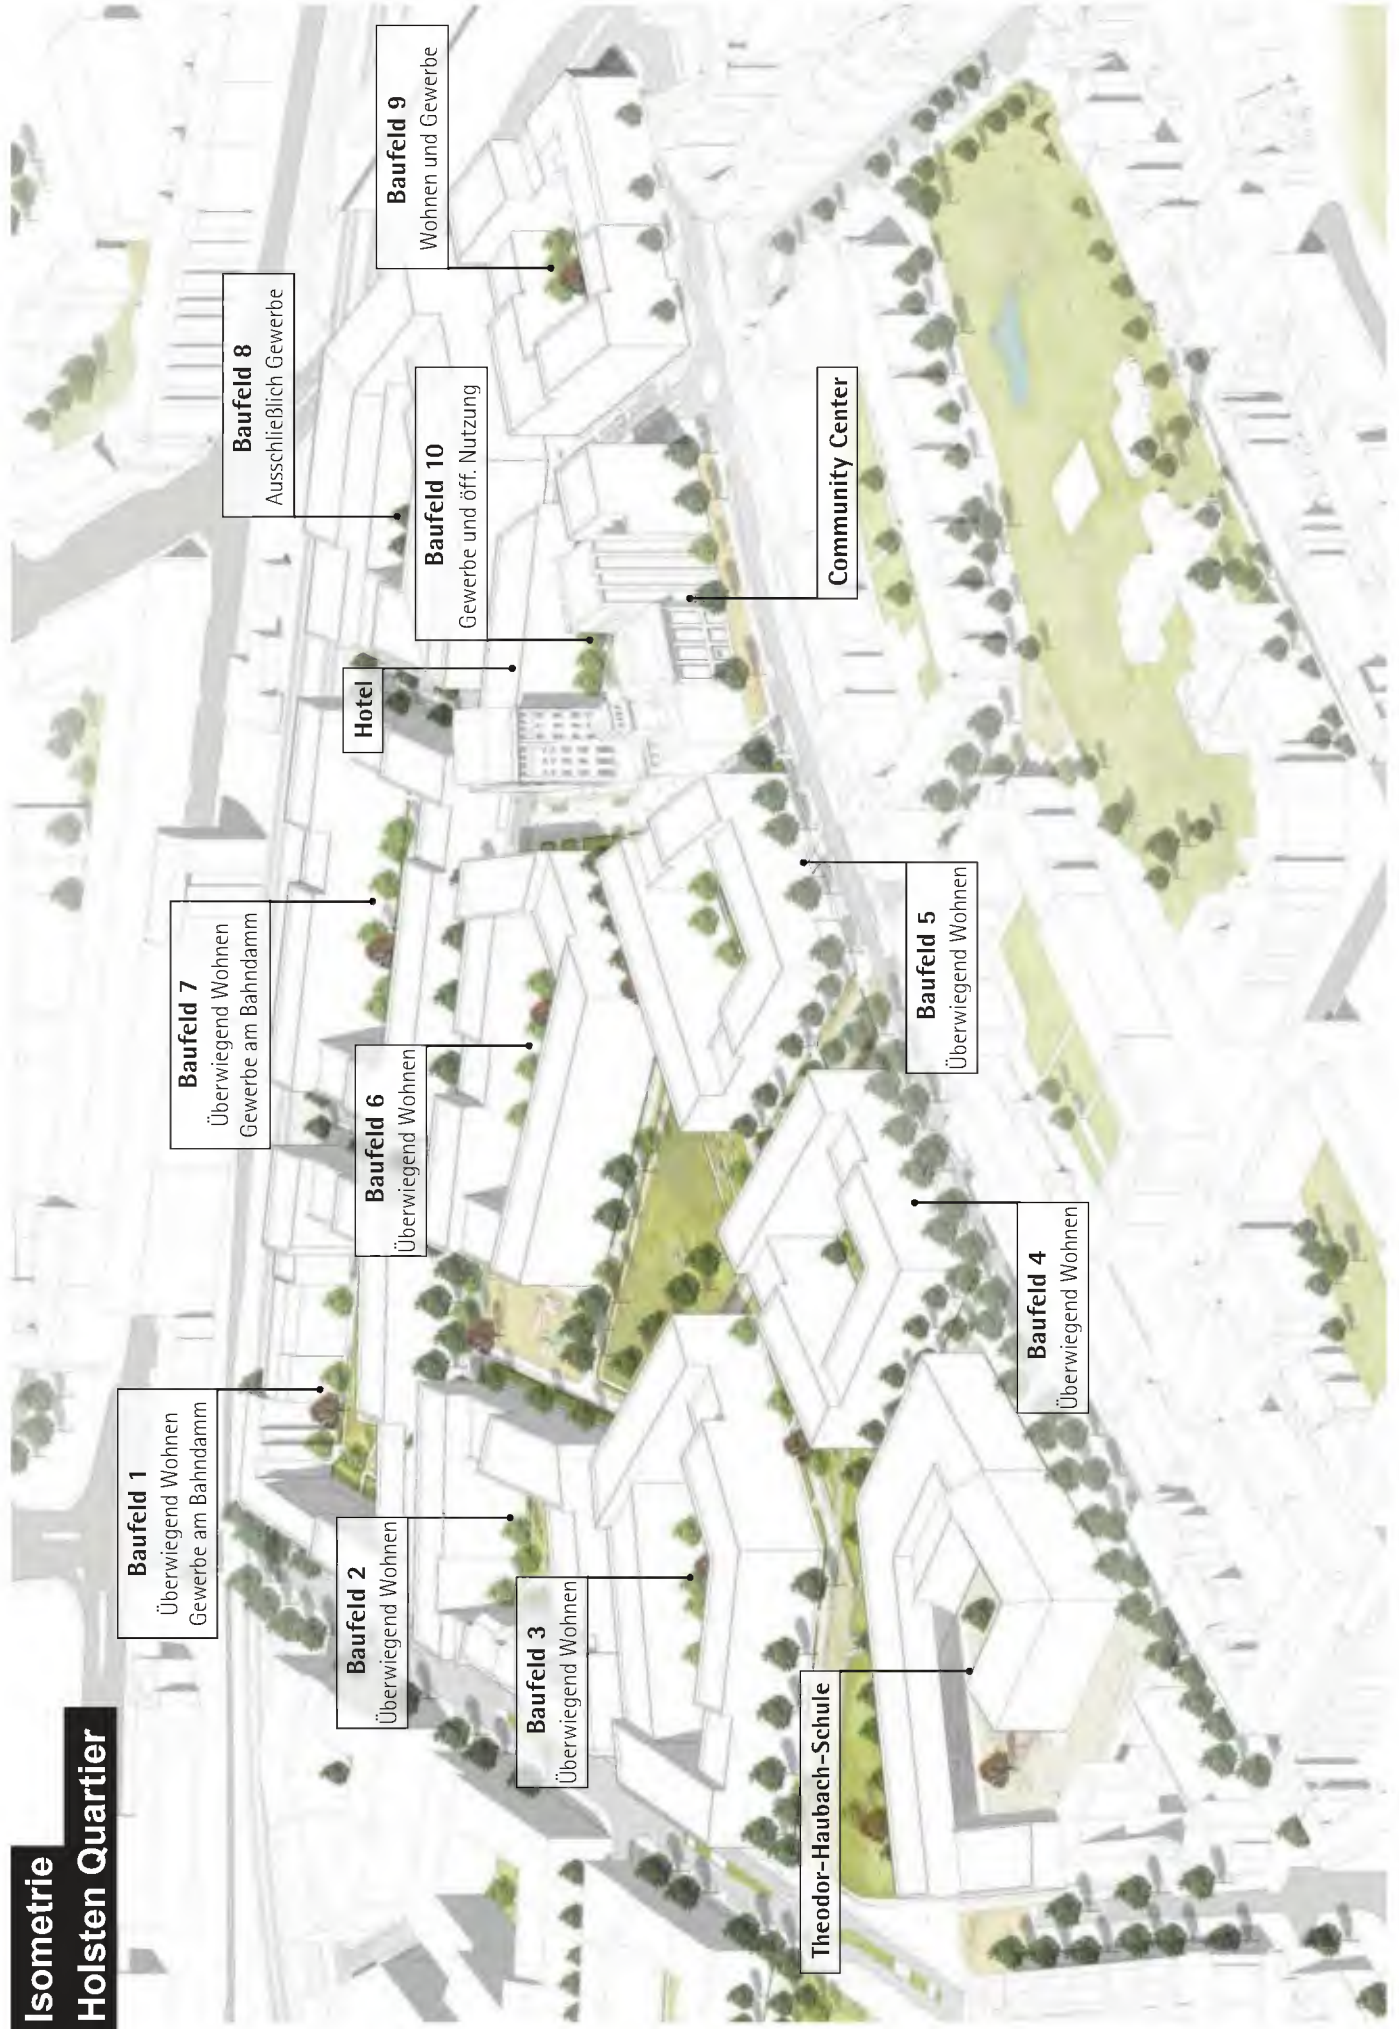 Isometrie
Holsten Quartier
Baufeld 1
Überwiegend Wohnen
Gewerbe am Bahndamm
Baufeld 7
Überwiegend Wohnen
Gewerbe am Bahndamm
Baufeld 8
Ausschließlich Gewerbe
Baufeld 9
Wohnen und Gewerbe
Baufeld 2
Überwiegend Wohnen
Baufeld 6
Überwiegend Wohnen
Hotel
Baufeld 10
Gewerbe und öff. Nutzung
Baufeld 3
Überwiegend Wohnen
Theodor-Haubach-Schule
Baufeld 4
Überwiegend Wohnen
Baufeld 5
Überwiegend Wohnen
Community Center